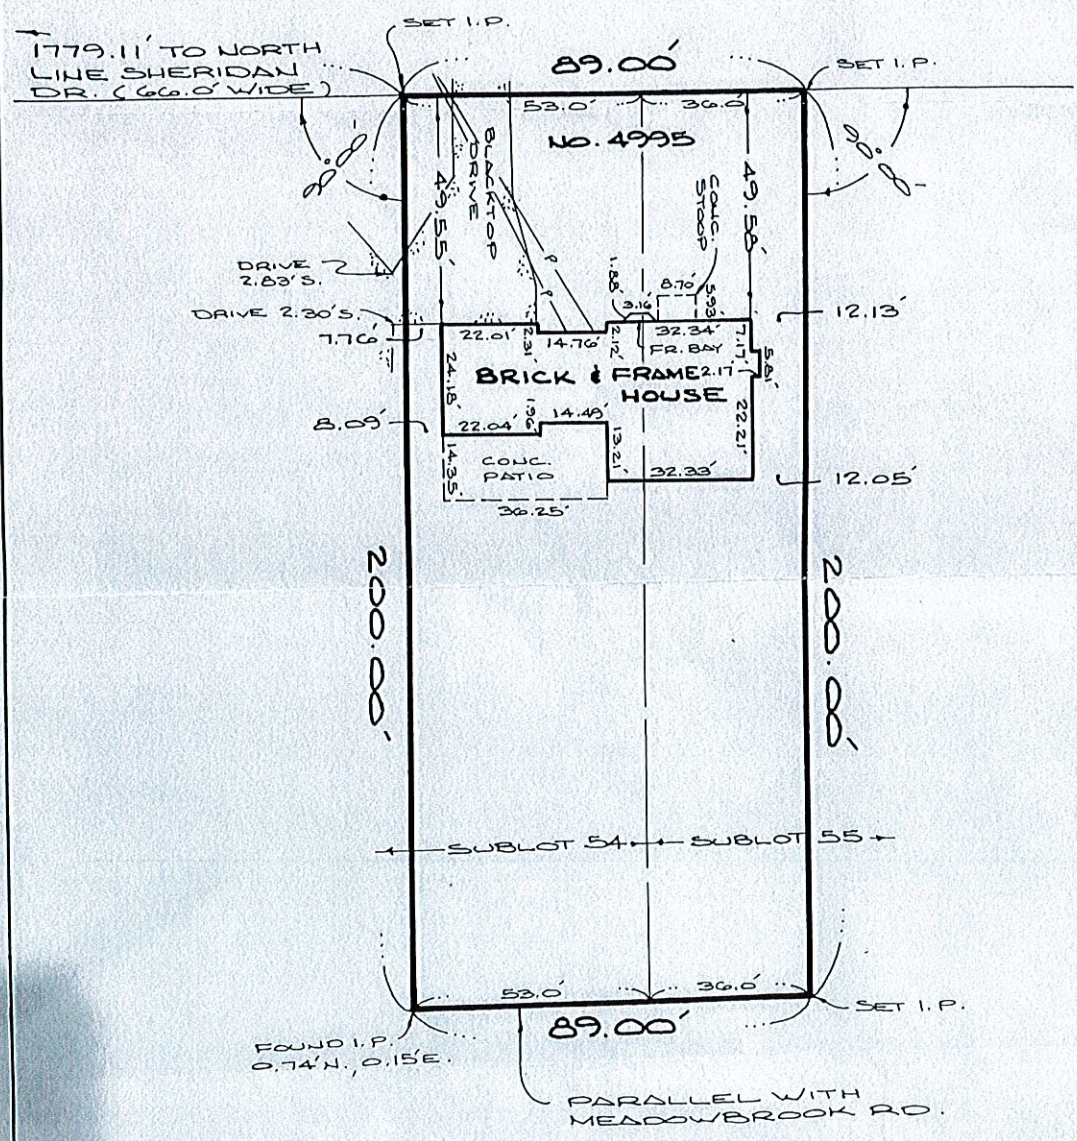 SET I.P.
1779.11' TO NORTH
LINE SHERIDAN
DR. (66.0' WIDE)
89.00'
SET I.P.
53.0'
36.0'
NO. 4995
90°-00'
90°-00'
BLACKTOP
DRIVE
49.55'
CONC.
STOOP
49.58'
DRIVE
2.83'S.
DRIVE 2.30'S.
7.76'
P
P
1.88'
3.16'
8.70'
5.93'
12.13'
22.01'
2.31'
14.76'
2.12'
32.34'
7.17'
FR. BAY
5.81'
BRICK & FRAME
2.17'
HOUSE
24.18'
8.09'
22.04'
1.96'
14.49'
22.21'
14.35'
CONC.
PATIO
13.21'
32.33'
12.05'
36.25'
200.00'
200.00'
SUBLOT 54
SUBLOT 55
53.0'
36.0'
89.00'
SET I.P.
FOUND I.P.
0.74'N., 0.15'E.
PARALLEL WITH
MEADOWBROOK RD.